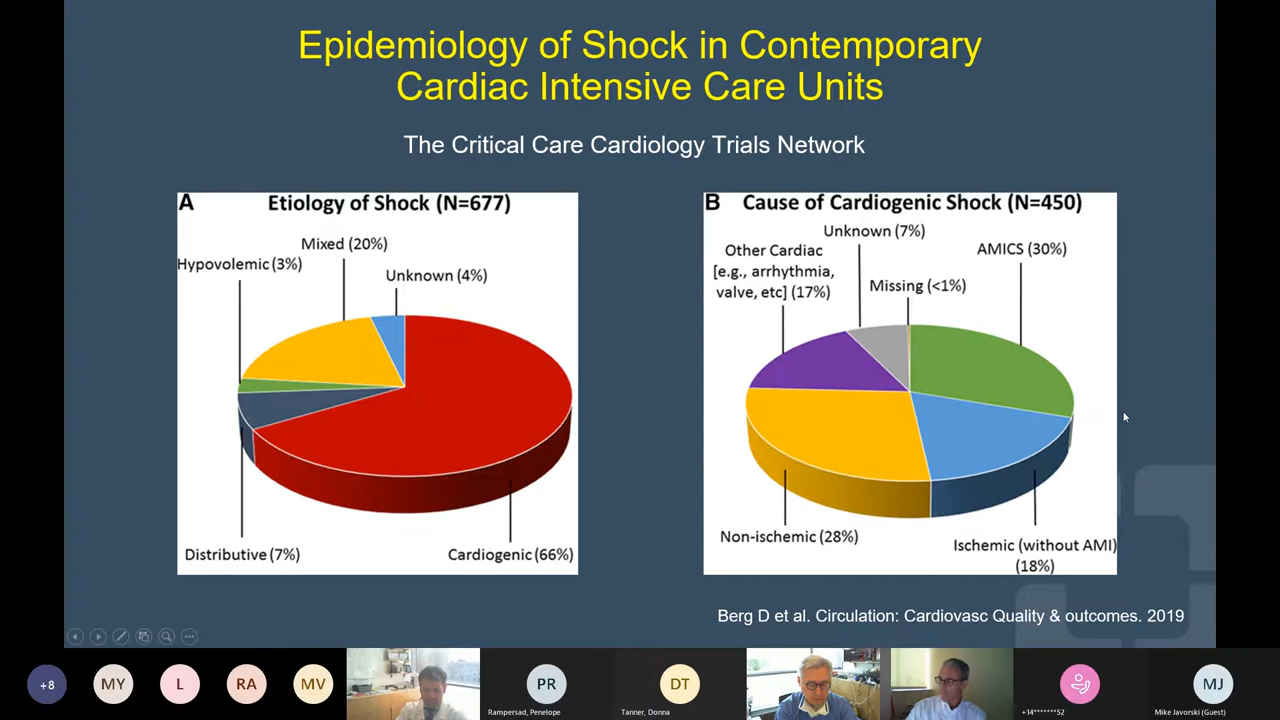 Epidemiology of Shock in Contemporary
Cardiac Intensive Care Units
The Critical Care Cardiology Trials Network
A Etiology of Shock (N=677)
Mixed (20%)
Hypovolemic (3%)
Unknown (4%)
Distributive (7%)
Cardiogenic (66%)
B Cause of Cardiogenic Shock (N=450)
Unknown (7%)
Other Cardiac
[e.g., arrhythmia,
valve, etc] (17%)
AMICS (30%)
Missing (<1%)
Non-ischemic (28%)
Ischemic (without AMI)
(18%)
Berg D et al. Circulation: Cardiovasc Quality & outcomes. 2019
+8
MY
L
RA
MV
PR
Rampersad, Penelope
DT
Tanner, Donna
+14*******52
MJ
Mike Javorski (Guest)